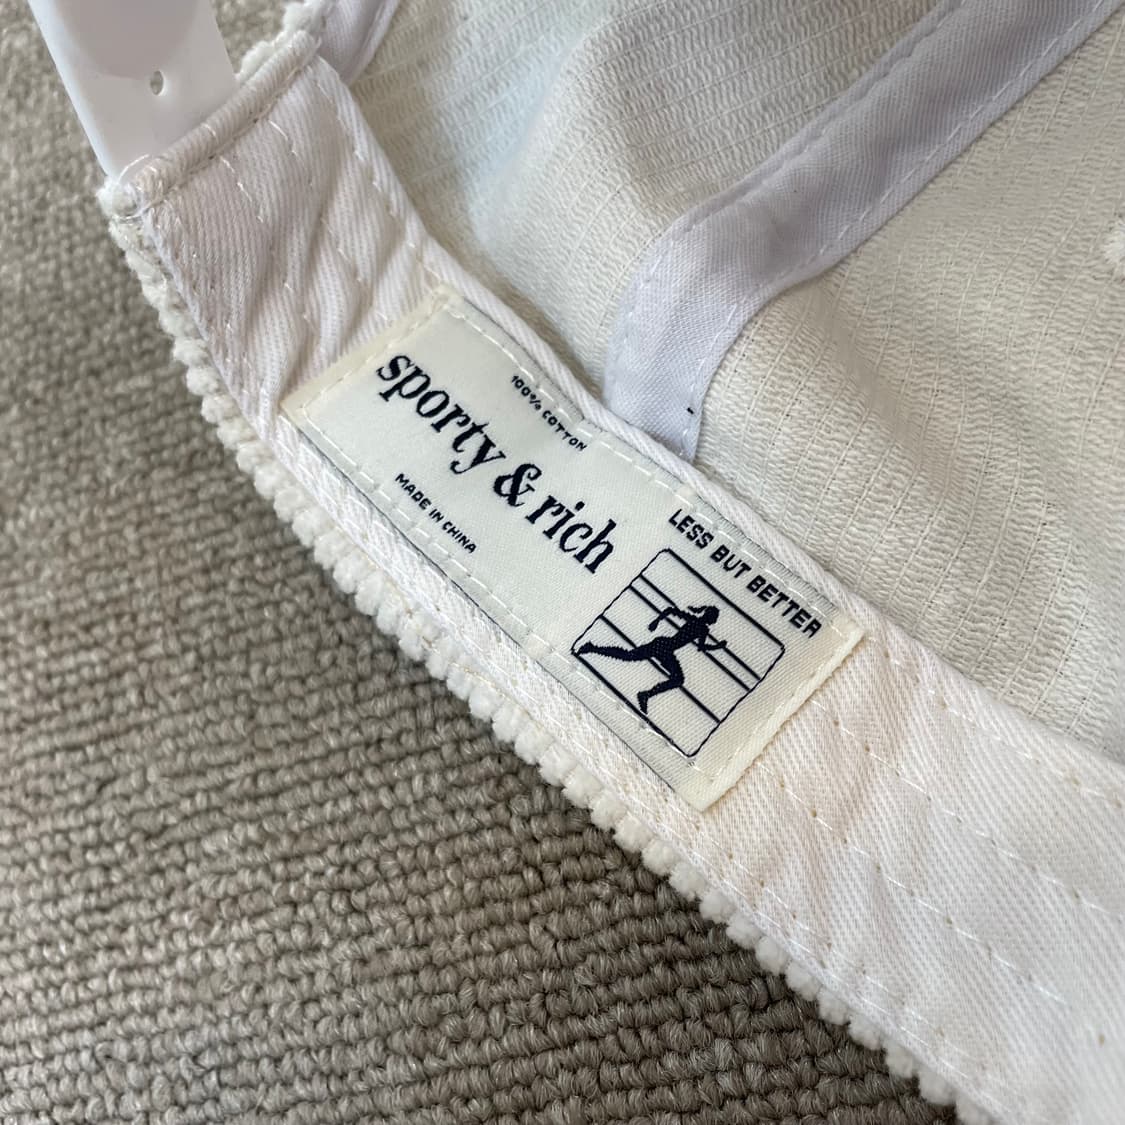 100% COTTON
sporty & rich
MADE IN CHINA
LESS BUT BETTER